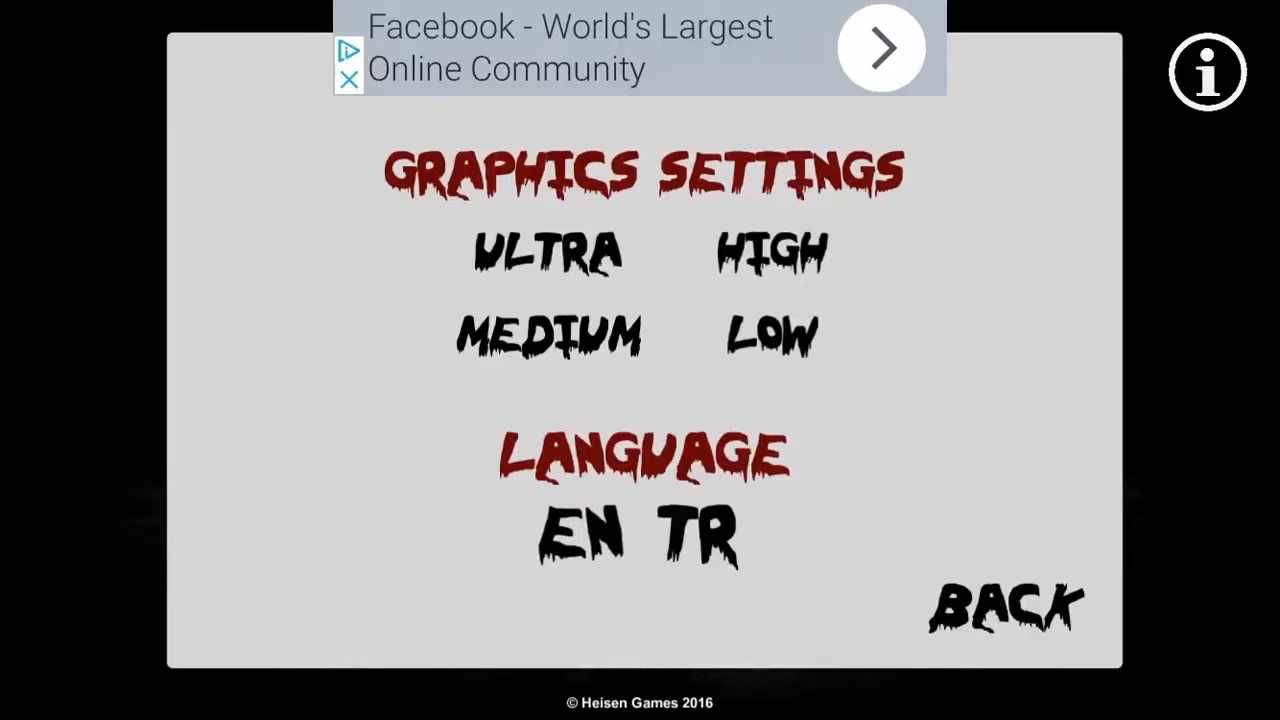 Facebook - World's Largest
Online Community
GRAPHICS SETTINGS
ULTRA HIGH
MEDIUM LOW
LANGUAGE
EN TR
BACK
© Heisen Games 2016